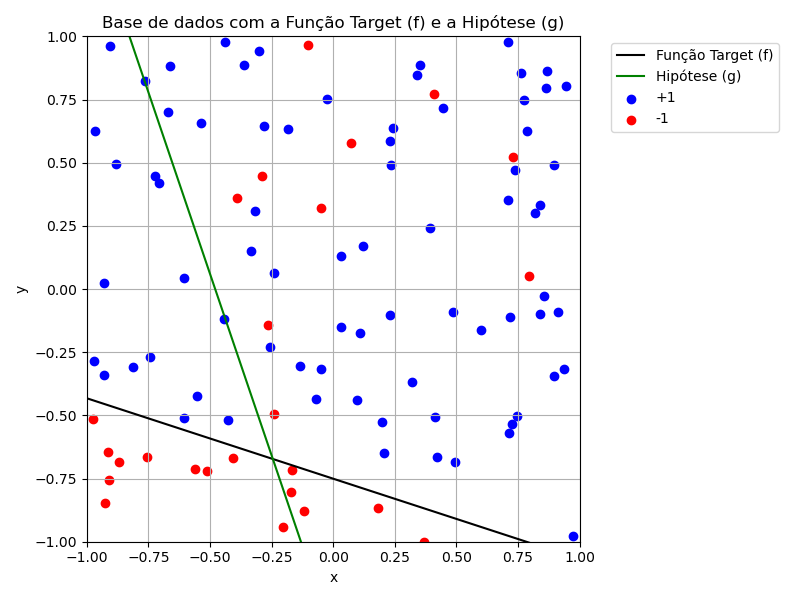 Base de dados com a Função Target (f) e a Hipótese (g)
1.00
0.75
0.50
0.25
0.00
−0.25
−0.50
−0.75
−1.00
y
−1.00 −0.75 −0.50 −0.25 0.00 0.25 0.50 0.75 1.00
x
Função Target (f)
Hipótese (g)
+1
-1